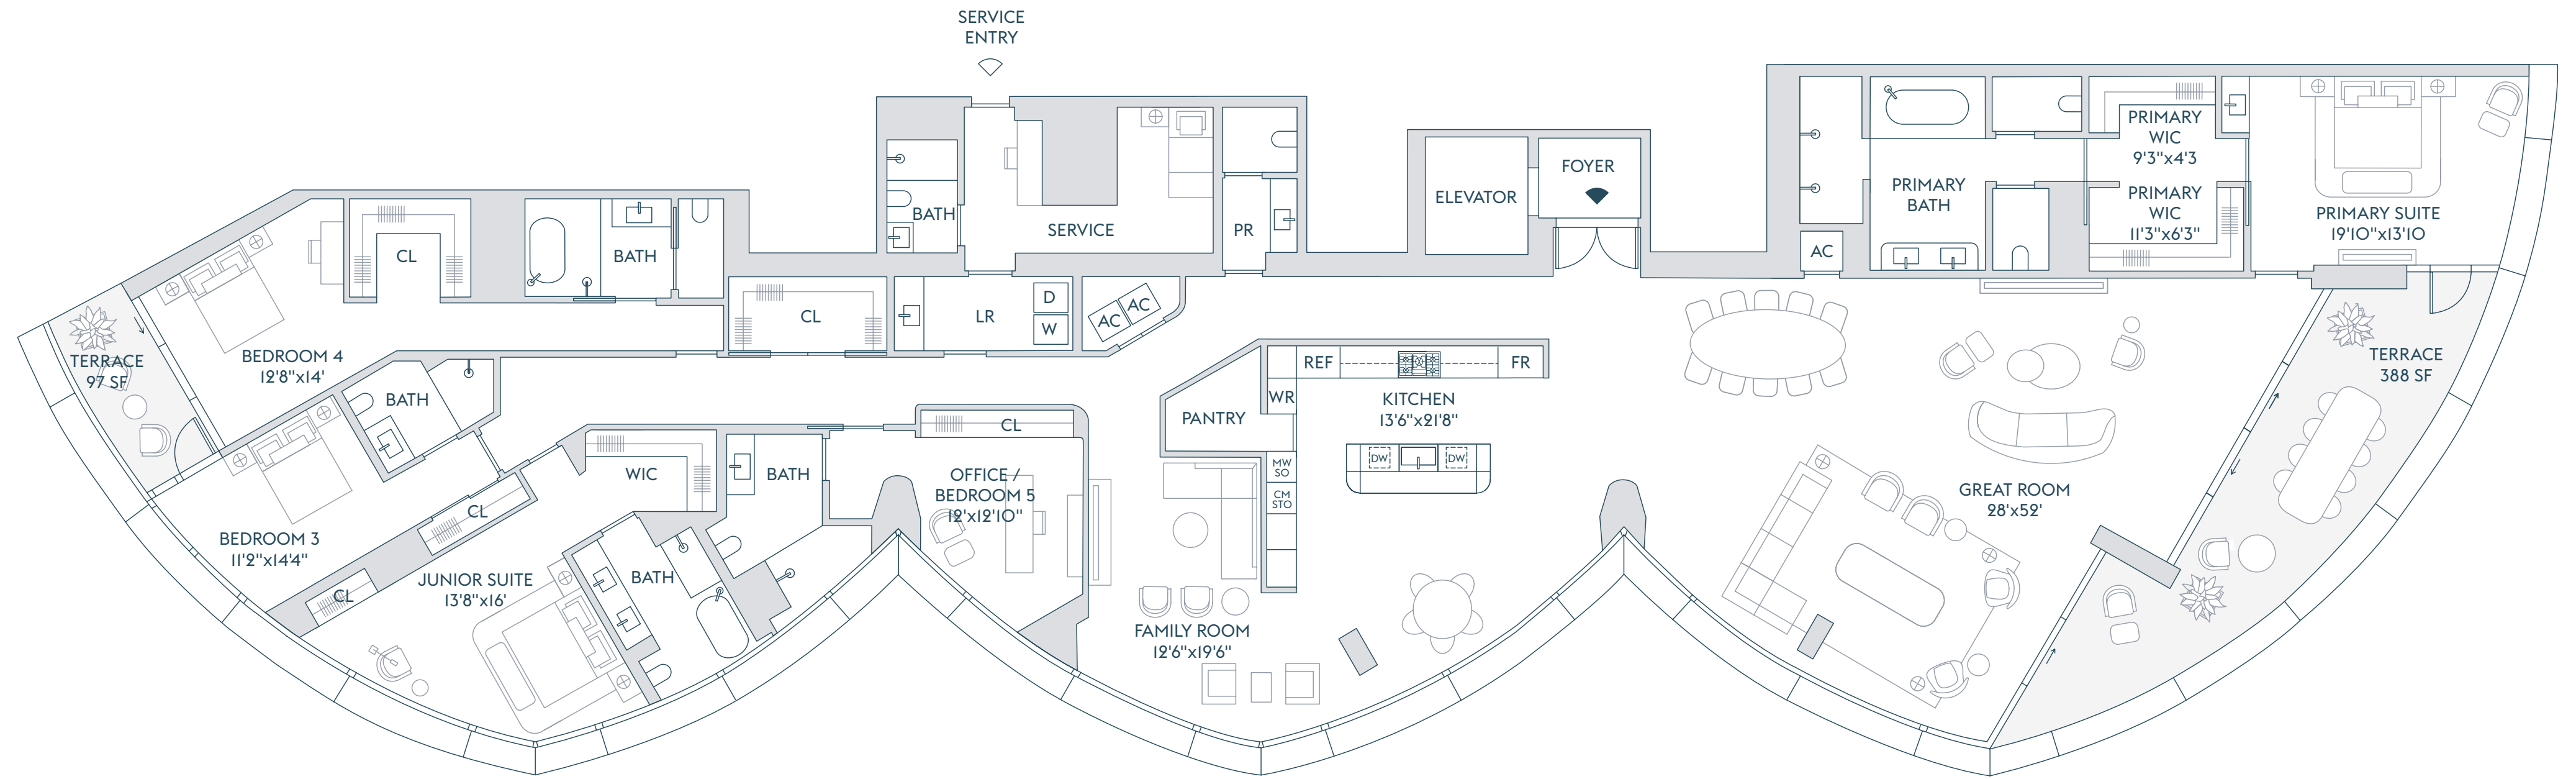 SERVICE
ENTRY
PRIMARY
WIC
9'3"x4'3
FOYER
ELEVATOR
PRIMARY
BATH
PRIMARY
WIC
11'3"x6'3"
PRIMARY SUITE
19'10"x13'10
BATH
SERVICE
PR
AC
CL
BATH
CL
LR
D
W
AC
AC
TERRACE
97 SF
BEDROOM 4
12'8"x14'
REF
FR
TERRACE
388 SF
BATH
WR
KITCHEN
13'6"x21'8"
PANTRY
CL
DW
DW
WIC
BATH
OFFICE /
BEDROOM 5
12'x12'10"
MW
SO
CM
STO
GREAT ROOM
28'x52'
CL
BEDROOM 3
11'2"x14'4"
JUNIOR SUITE
13'8"x16'
BATH
CL
FAMILY ROOM
12'6"x19'6"